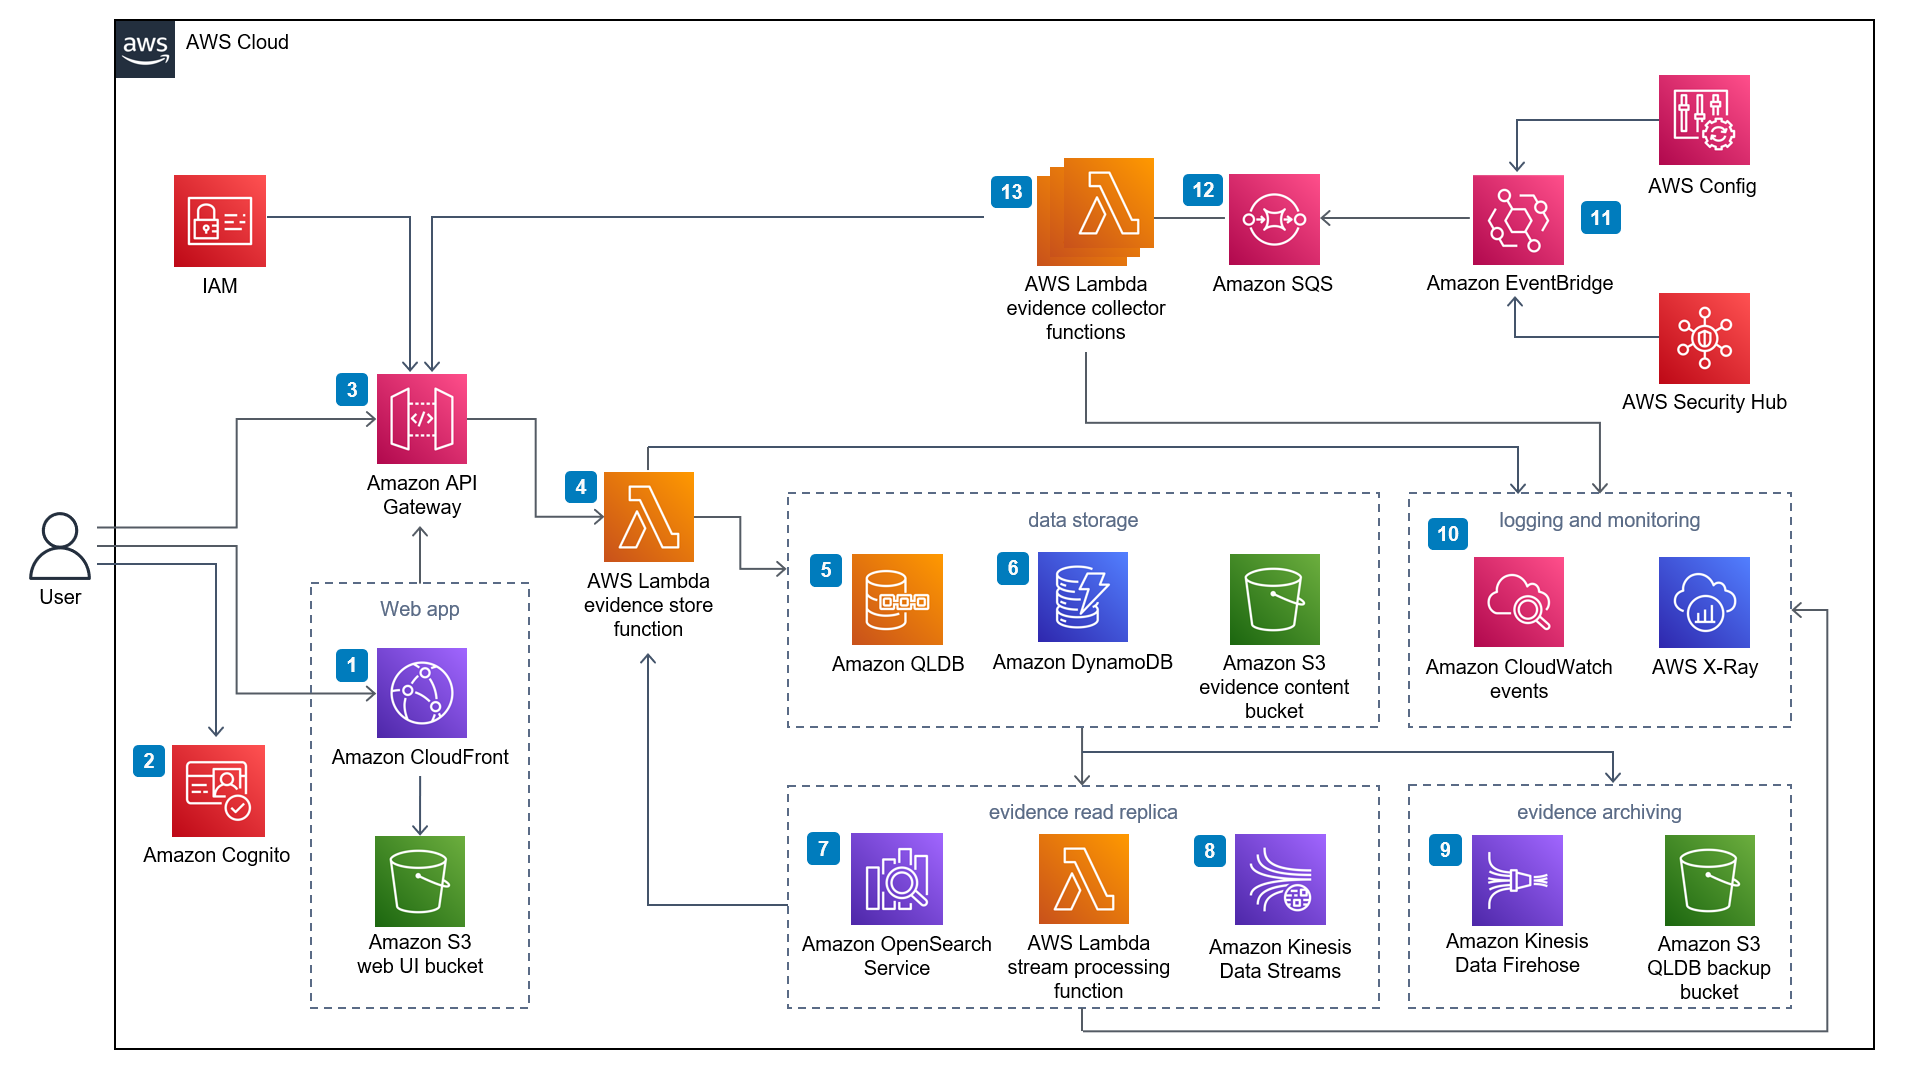 aws
AWS Cloud
IAM
13
AWS Lambda
evidence collector
functions
12
Amazon SQS
11
Amazon EventBridge
AWS Config
AWS Security Hub
3
Amazon API
Gateway
User
Web app
1
Amazon CloudFront
2
Amazon Cognito
Amazon S3
web UI bucket
4
AWS Lambda
evidence store
function
data storage
5
Amazon QLDB
6
Amazon DynamoDB
Amazon S3
evidence content
bucket
logging and monitoring
10
Amazon CloudWatch
events
AWS X-Ray
evidence read replica
7
Amazon OpenSearch
Service
AWS Lambda
stream processing
function
8
Amazon Kinesis
Data Streams
evidence archiving
9
Amazon Kinesis
Data Firehose
Amazon S3
QLDB backup
bucket